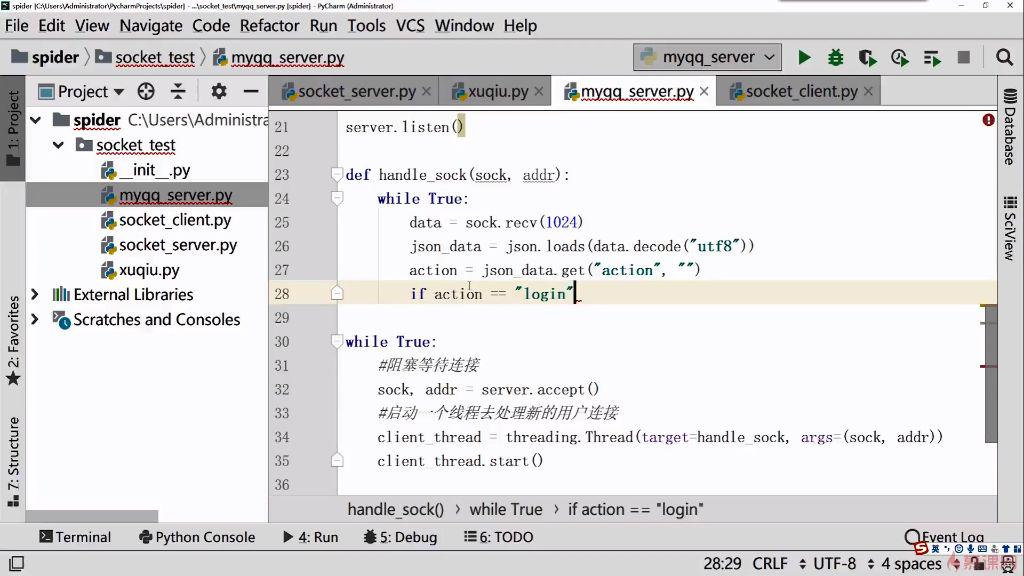 spider [C:\Users\Administrator\PycharmProjects\spider] - ...\socket_test\myqq_server.py [spider] - PyCharm (Administrator)
File Edit View Navigate Code Refactor Run Tools VCS Window Help
spider socket_test myqq_server.py myqq_server
1: Project
2: Favorites
7: Structure
Project
spider C:\Users\Administra
socket_test
__init__.py
myqq_server.py
socket_client.py
socket_server.py
xuqiu.py
External Libraries
Scratches and Consoles
socket_server.py xuqiu.py myqq_server.py socket_client.py
21 server.listen()
22
23 def handle_sock(sock, addr):
24 while True:
25 data = sock.recv(1024)
26 json_data = json.loads(data.decode("utf8"))
27 action = json_data.get("action", "")
28 if action == "login"
29
30 while True:
31 #阻塞等待连接
32 sock, addr = server.accept()
33 #启动一个线程去处理新的用户连接
34 client_thread = threading.Thread(target=handle_sock, args=(sock, addr))
35 client_thread.start()
36
handle_sock() › while True › if action == "login"
Database
SciView
Terminal Python Console 4: Run 5: Debug 6: TODO Event Log
28:29 CRLF UTF-8 4 spaces